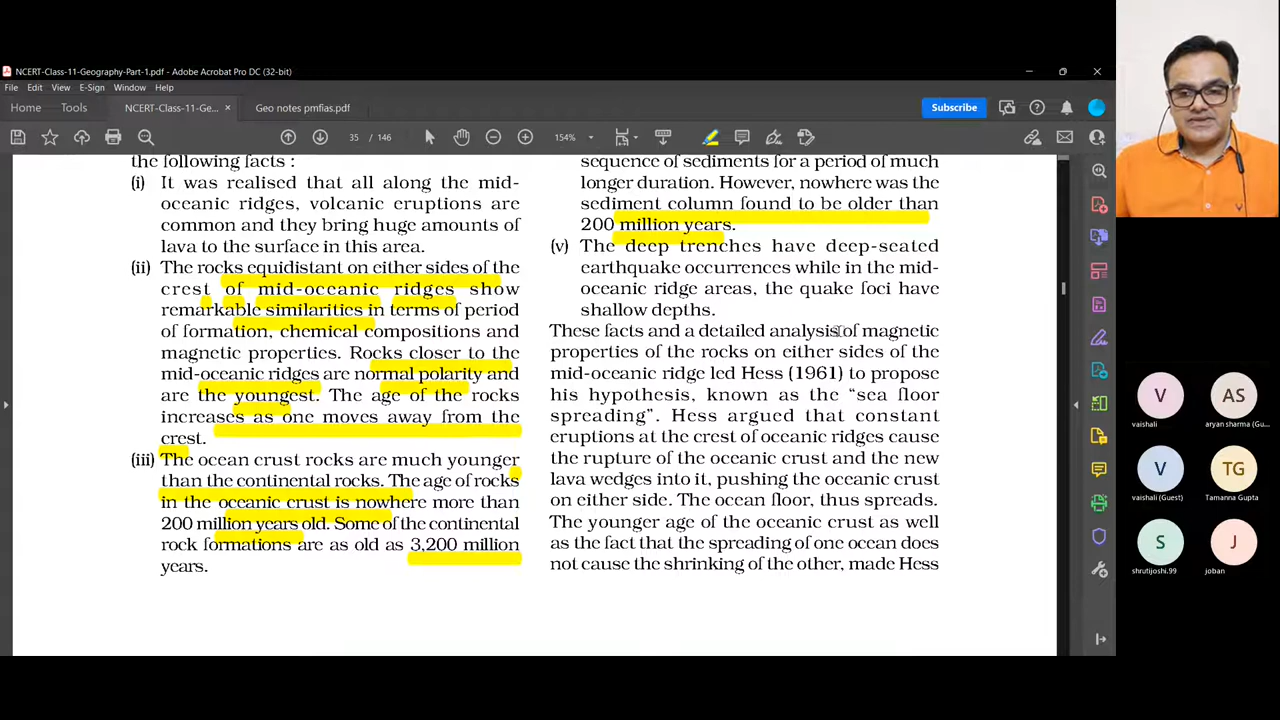 NCERT-Class-11-Geography-Part-1.pdf - Adobe Acrobat Pro DC (32-bit)
File Edit View E-Sign Window Help
Home Tools NCERT-Class-11-Ge... × Geo notes pmfias.pdf Subscribe
35 / 146 154%
the following facts :
(i) It was realised that all along the mid-
oceanic ridges, volcanic eruptions are
common and they bring huge amounts of
lava to the surface in this area.
(ii) The rocks equidistant on either sides of the
crest of mid-oceanic ridges show
remarkable similarities in terms of period
of formation, chemical compositions and
magnetic properties. Rocks closer to the
mid-oceanic ridges are normal polarity and
are the youngest. The age of the rocks
increases as one moves away from the
crest.
(iii) The ocean crust rocks are much younger
than the continental rocks. The age of rocks
in the oceanic crust is nowhere more than
200 million years old. Some of the continental
rock formations are as old as 3,200 million
years.
sequence of sediments for a period of much
longer duration. However, nowhere was the
sediment column found to be older than
200 million years.
(v) The deep trenches have deep-seated
earthquake occurrences while in the mid-
oceanic ridge areas, the quake foci have
shallow depths.
These facts and a detailed analysis of magnetic
properties of the rocks on either sides of the
mid-oceanic ridge led Hess (1961) to propose
his hypothesis, known as the “sea floor
spreading”. Hess argued that constant
eruptions at the crest of oceanic ridges cause
the rupture of the oceanic crust and the new
lava wedges into it, pushing the oceanic crust
on either side. The ocean floor, thus spreads.
The younger age of the oceanic crust as well
as the fact that the spreading of one ocean does
not cause the shrinking of the other, made Hess
V AS
vaishali aryan sharma (Gu...
V TG
vaishali (Guest) Tamanna Gupta
S J
shrutijoshi.99 joban